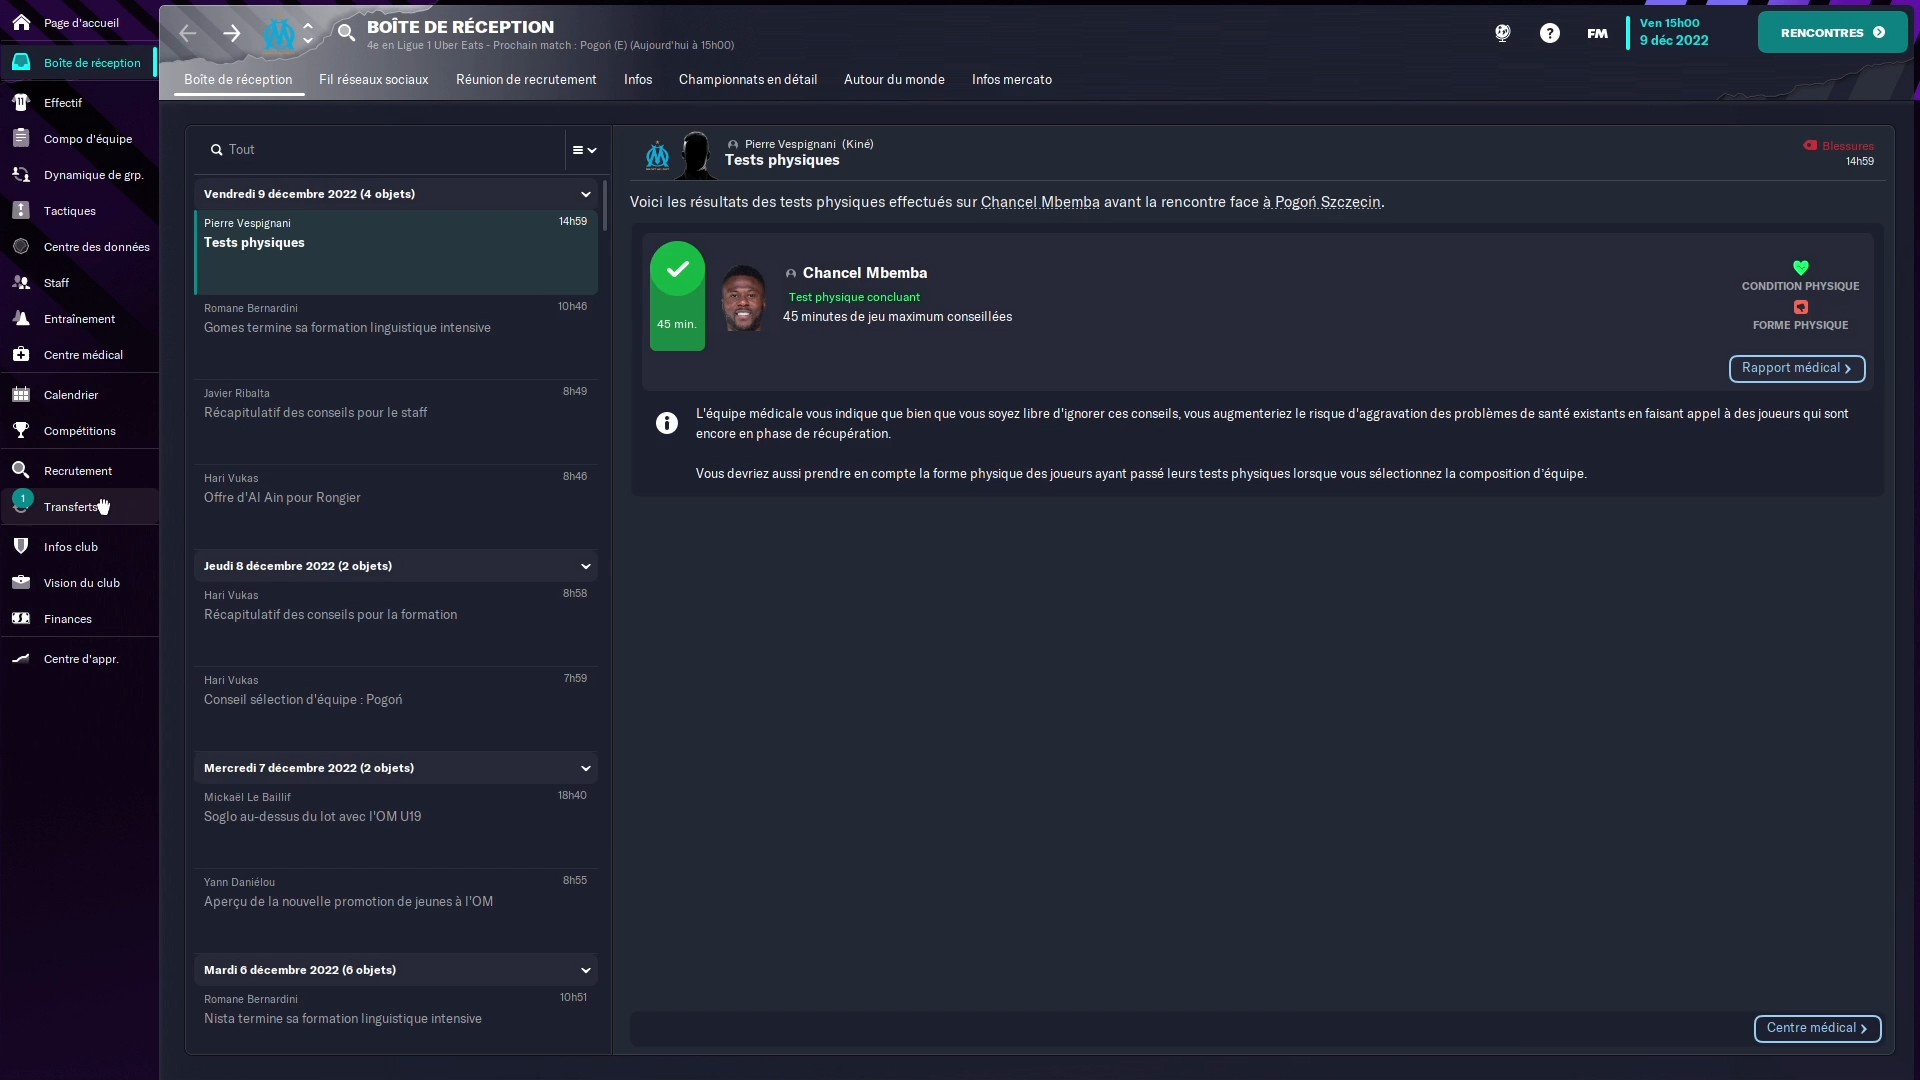 Page d'accueil
Boîte de réception
Effectif
Compo d'équipe
Dynamique de grp.
Tactiques
Centre des données
Staff
Entraînement
Centre médical
Calendrier
Compétitions
Recrutement
1
Transferts
Infos club
Vision du club
Finances
Centre d'appr.
BOÎTE DE RÉCEPTION
4e en Ligue 1 Uber Eats - Prochain match : Pogoń (E) (Aujourd'hui à 15h00)
FM
Ven 15h00
9 déc 2022
RENCONTRES
Boîte de réception
Fil réseaux sociaux
Réunion de recrutement
Infos
Championnats en détail
Autour du monde
Infos mercato
Tout
Vendredi 9 décembre 2022 (4 objets)
Pierre Vespignani 14h59
Tests physiques
Romane Bernardini 10h46
Gomes termine sa formation linguistique intensive
Javier Ribalta 8h49
Récapitulatif des conseils pour le staff
Hari Vukas 8h46
Offre d'Al Ain pour Rongier
Jeudi 8 décembre 2022 (2 objets)
Hari Vukas 8h58
Récapitulatif des conseils pour la formation
Hari Vukas 7h59
Conseil sélection d'équipe : Pogoń
Mercredi 7 décembre 2022 (2 objets)
Mickaël Le Baillif 18h40
Soglo au-dessus du lot avec l'OM U19
Yann Daniélou 8h55
Aperçu de la nouvelle promotion de jeunes à l'OM
Mardi 6 décembre 2022 (6 objets)
Romane Bernardini 10h51
Nista termine sa formation linguistique intensive
Pierre Vespignani (Kiné)
Tests physiques
Blessures
14h59
Voici les résultats des tests physiques effectués sur Chancel Mbemba avant la rencontre face à Pogoń Szczecin.
45 min.
Chancel Mbemba
Test physique concluant
45 minutes de jeu maximum conseillées
CONDITION PHYSIQUE
FORME PHYSIQUE
Rapport médical
L'équipe médicale vous indique que bien que vous soyez libre d'ignorer ces conseils, vous augmenteriez le risque d'aggravation des problèmes de santé existants en faisant appel à des joueurs qui sont
encore en phase de récupération.
Vous devriez aussi prendre en compte la forme physique des joueurs ayant passé leurs tests physiques lorsque vous sélectionnez la composition d'équipe.
Centre médical